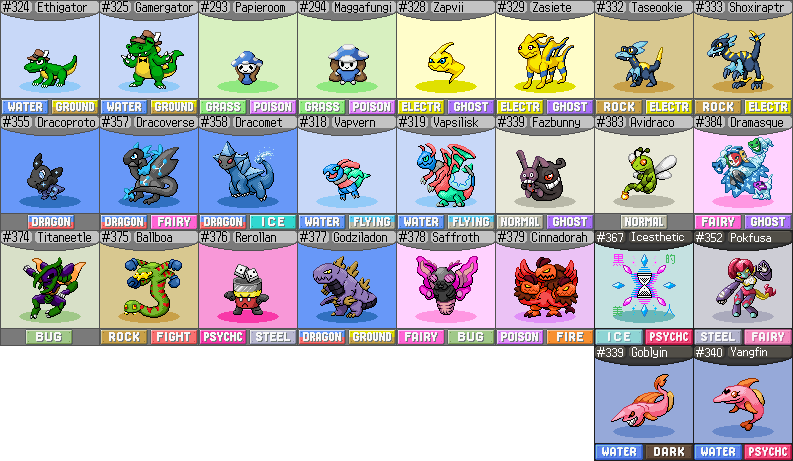 #324 Ethigator #325 Gamergator #293 Papieroom #294 Maggafungi #328 Zapvii #329 Zasiete #332 Taseookie #333 Shoxiraptr
WATER GROUND WATER GROUND GRASS POISON GRASS POISON ELECTR GHOST ELECTR GHOST ROCK ELECTR ROCK ELECTR
#355 Dracoproto #357 Dracoverse #358 Dracomet #318 Vapvern #319 Vapsilisk #339 Fazbunny #383 Avidraco #384 Dramasque
DRAGON DRAGON FAIRY DRAGON ICE WATER FLYING WATER FLYING NORMAL GHOST NORMAL FAIRY GHOST
#374 Titaneetle #375 Ballboa #376 Rerollan #377 Godziladon #378 Saffroth #379 Cinnadorah #367 Icesthetic #352 Pokfusa
黒 的
美
BUG ROCK FIGHT PSYCHC STEEL DRAGON GROUND FAIRY BUG POISON FIRE ICE PSYCHC STEEL FAIRY
#339 Goblyin #340 Yangfin
WATER DARK WATER PSYCHC